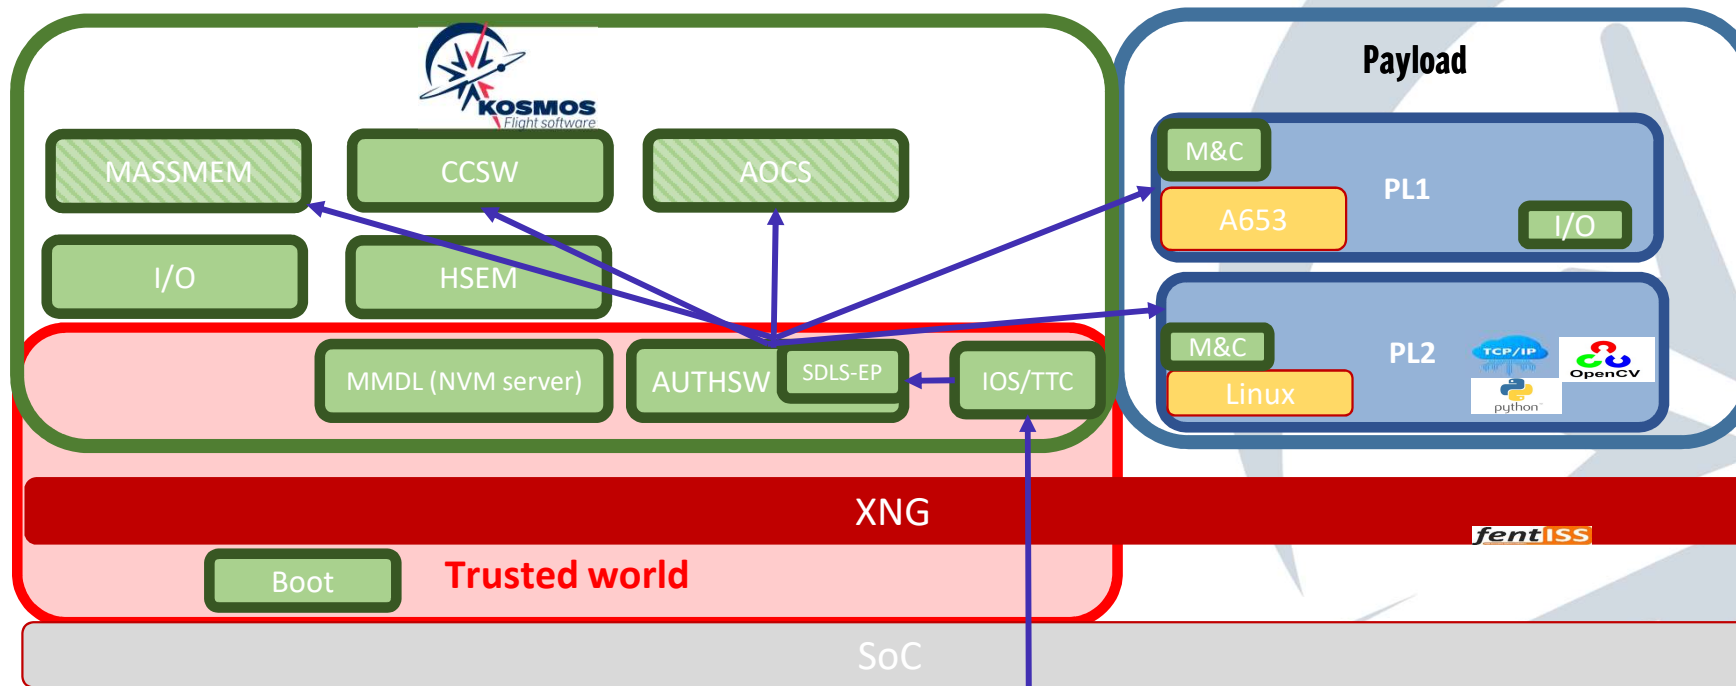 KOSMOS
Flight software
Payload
MASSMEM
CCSW
AOCS
M&C
PL1
A653
I/O
I/O
HSEM
MMDL (NVM server)
AUTHSW
SDLS-EP
IOS/TTC
M&C
PL2
TCP/IP
OpenCV
Linux
python
XNG
fentISS
Boot
Trusted world
SoC